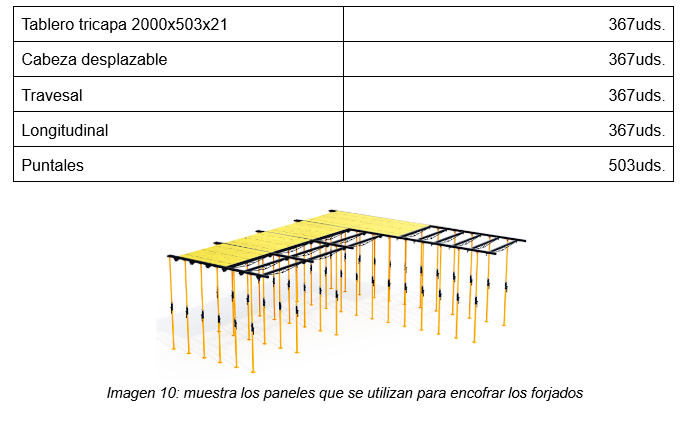 Tablero tricapa 2000x503x21 367uds.
Cabeza desplazable 367uds.
Travesal 367uds.
Longitudinal 367uds.
Puntales 503uds.
Imagen 10: muestra los paneles que se utilizan para encofrar los forjados